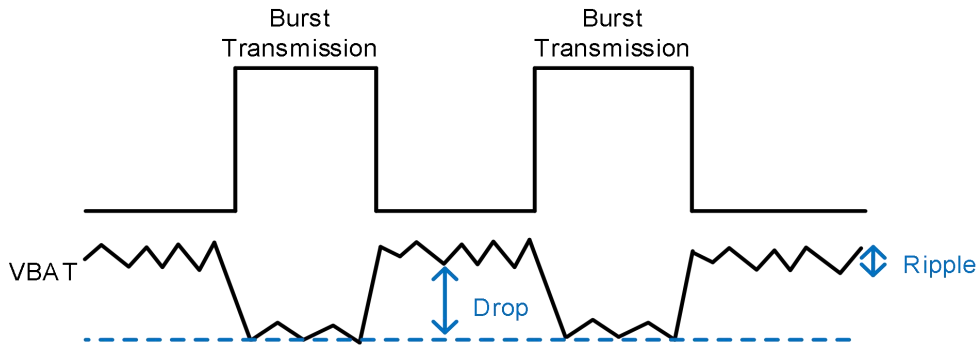 Burst
Transmission
Burst
Transmission
VBAT
Ripple
Drop